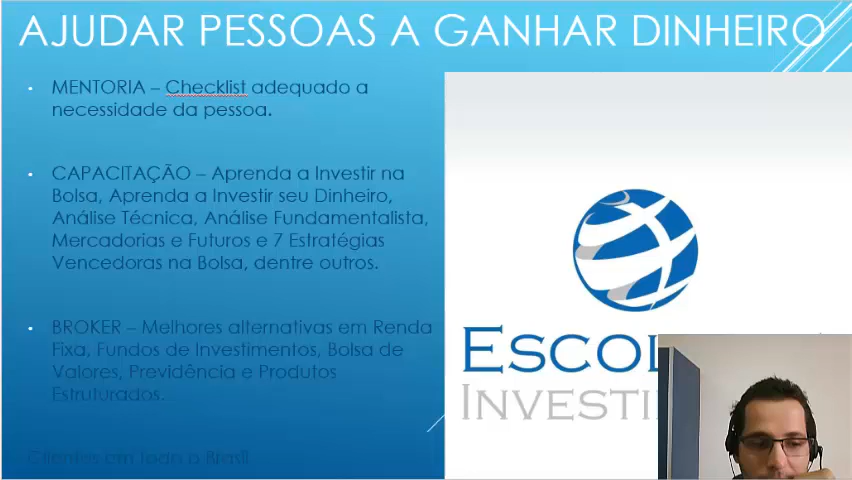 AJUDAR PESSOAS A GANHAR DINHEIRO
• MENTORIA – Checklist adequado a
necessidade da pessoa.
• CAPACITAÇÃO – Aprenda a Investir na
Bolsa, Aprenda a Investir seu Dinheiro,
Análise Técnica, Análise Fundamentalista,
Mercadorias e Futuros e 7 Estratégias
Vencedoras na Bolsa, dentre outros.
• BROKER – Melhores alternativas em Renda
Fixa, Fundos de Investimentos, Bolsa de
Valores, Previdência e Produtos
Estruturados.
Clientes em todo o Brasil
ESCOL
INVESTI